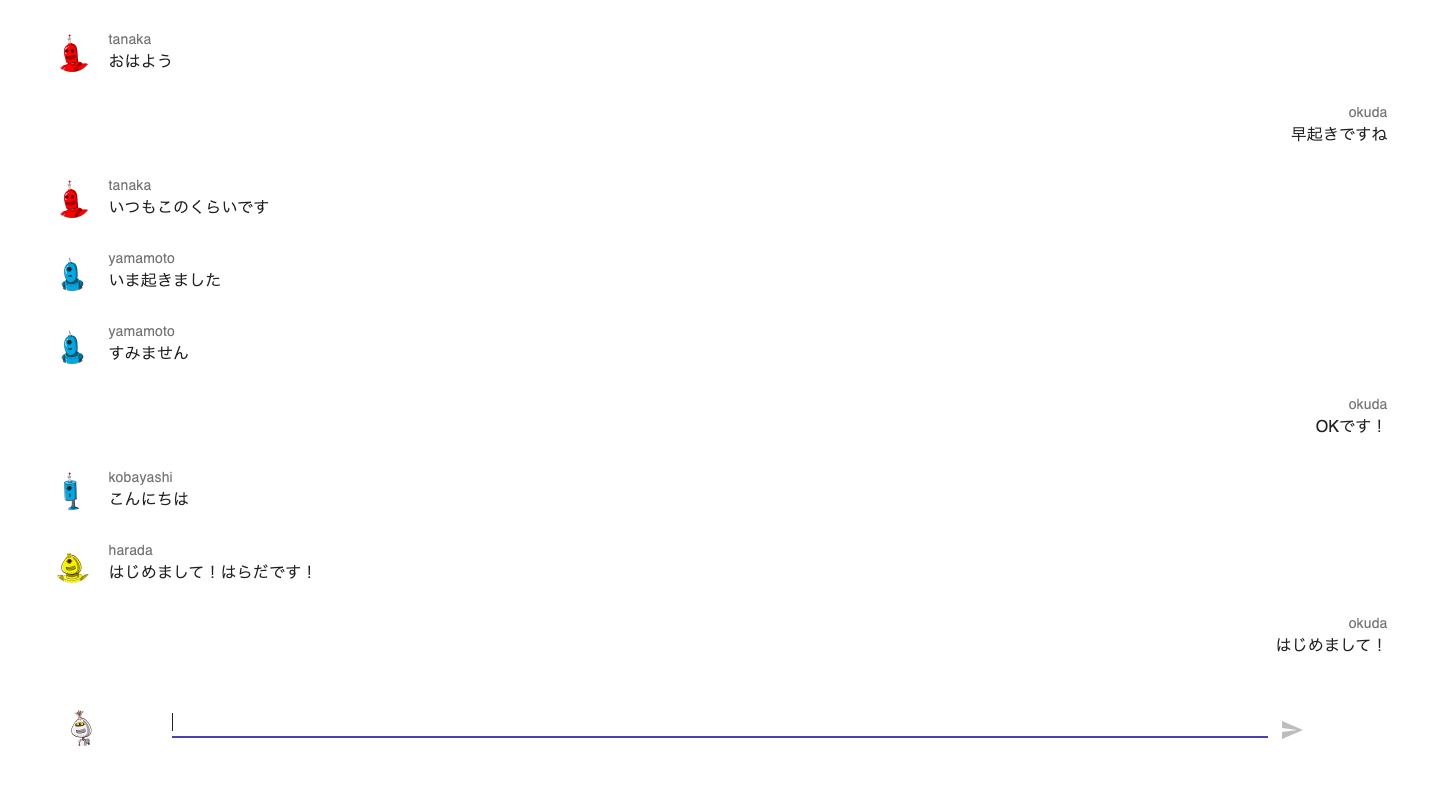 tanaka
おはよう
okuda
早起きですね
tanaka
いつもこのくらいです
yamamoto
いま起きました
yamamoto
すみません
okuda
OKです！
kobayashi
こんにちは
harada
はじめまして！はらだです！
okuda
はじめまして！